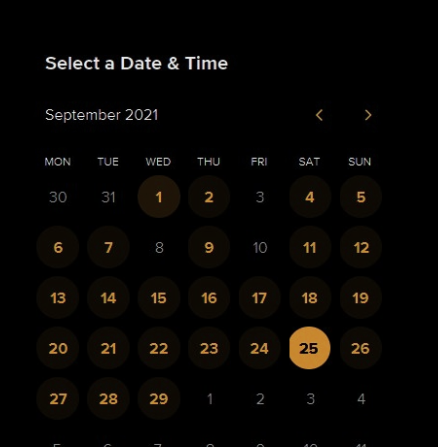 Select a Date & Time
September 2021
MON TUE WED THU FRI SAT SUN
30 31 1 2 3 4 5
6 7 8 9 10 11 12
13 14 15 16 17 18 19
20 21 22 23 24 25 26
27 28 29 1 2 3 4